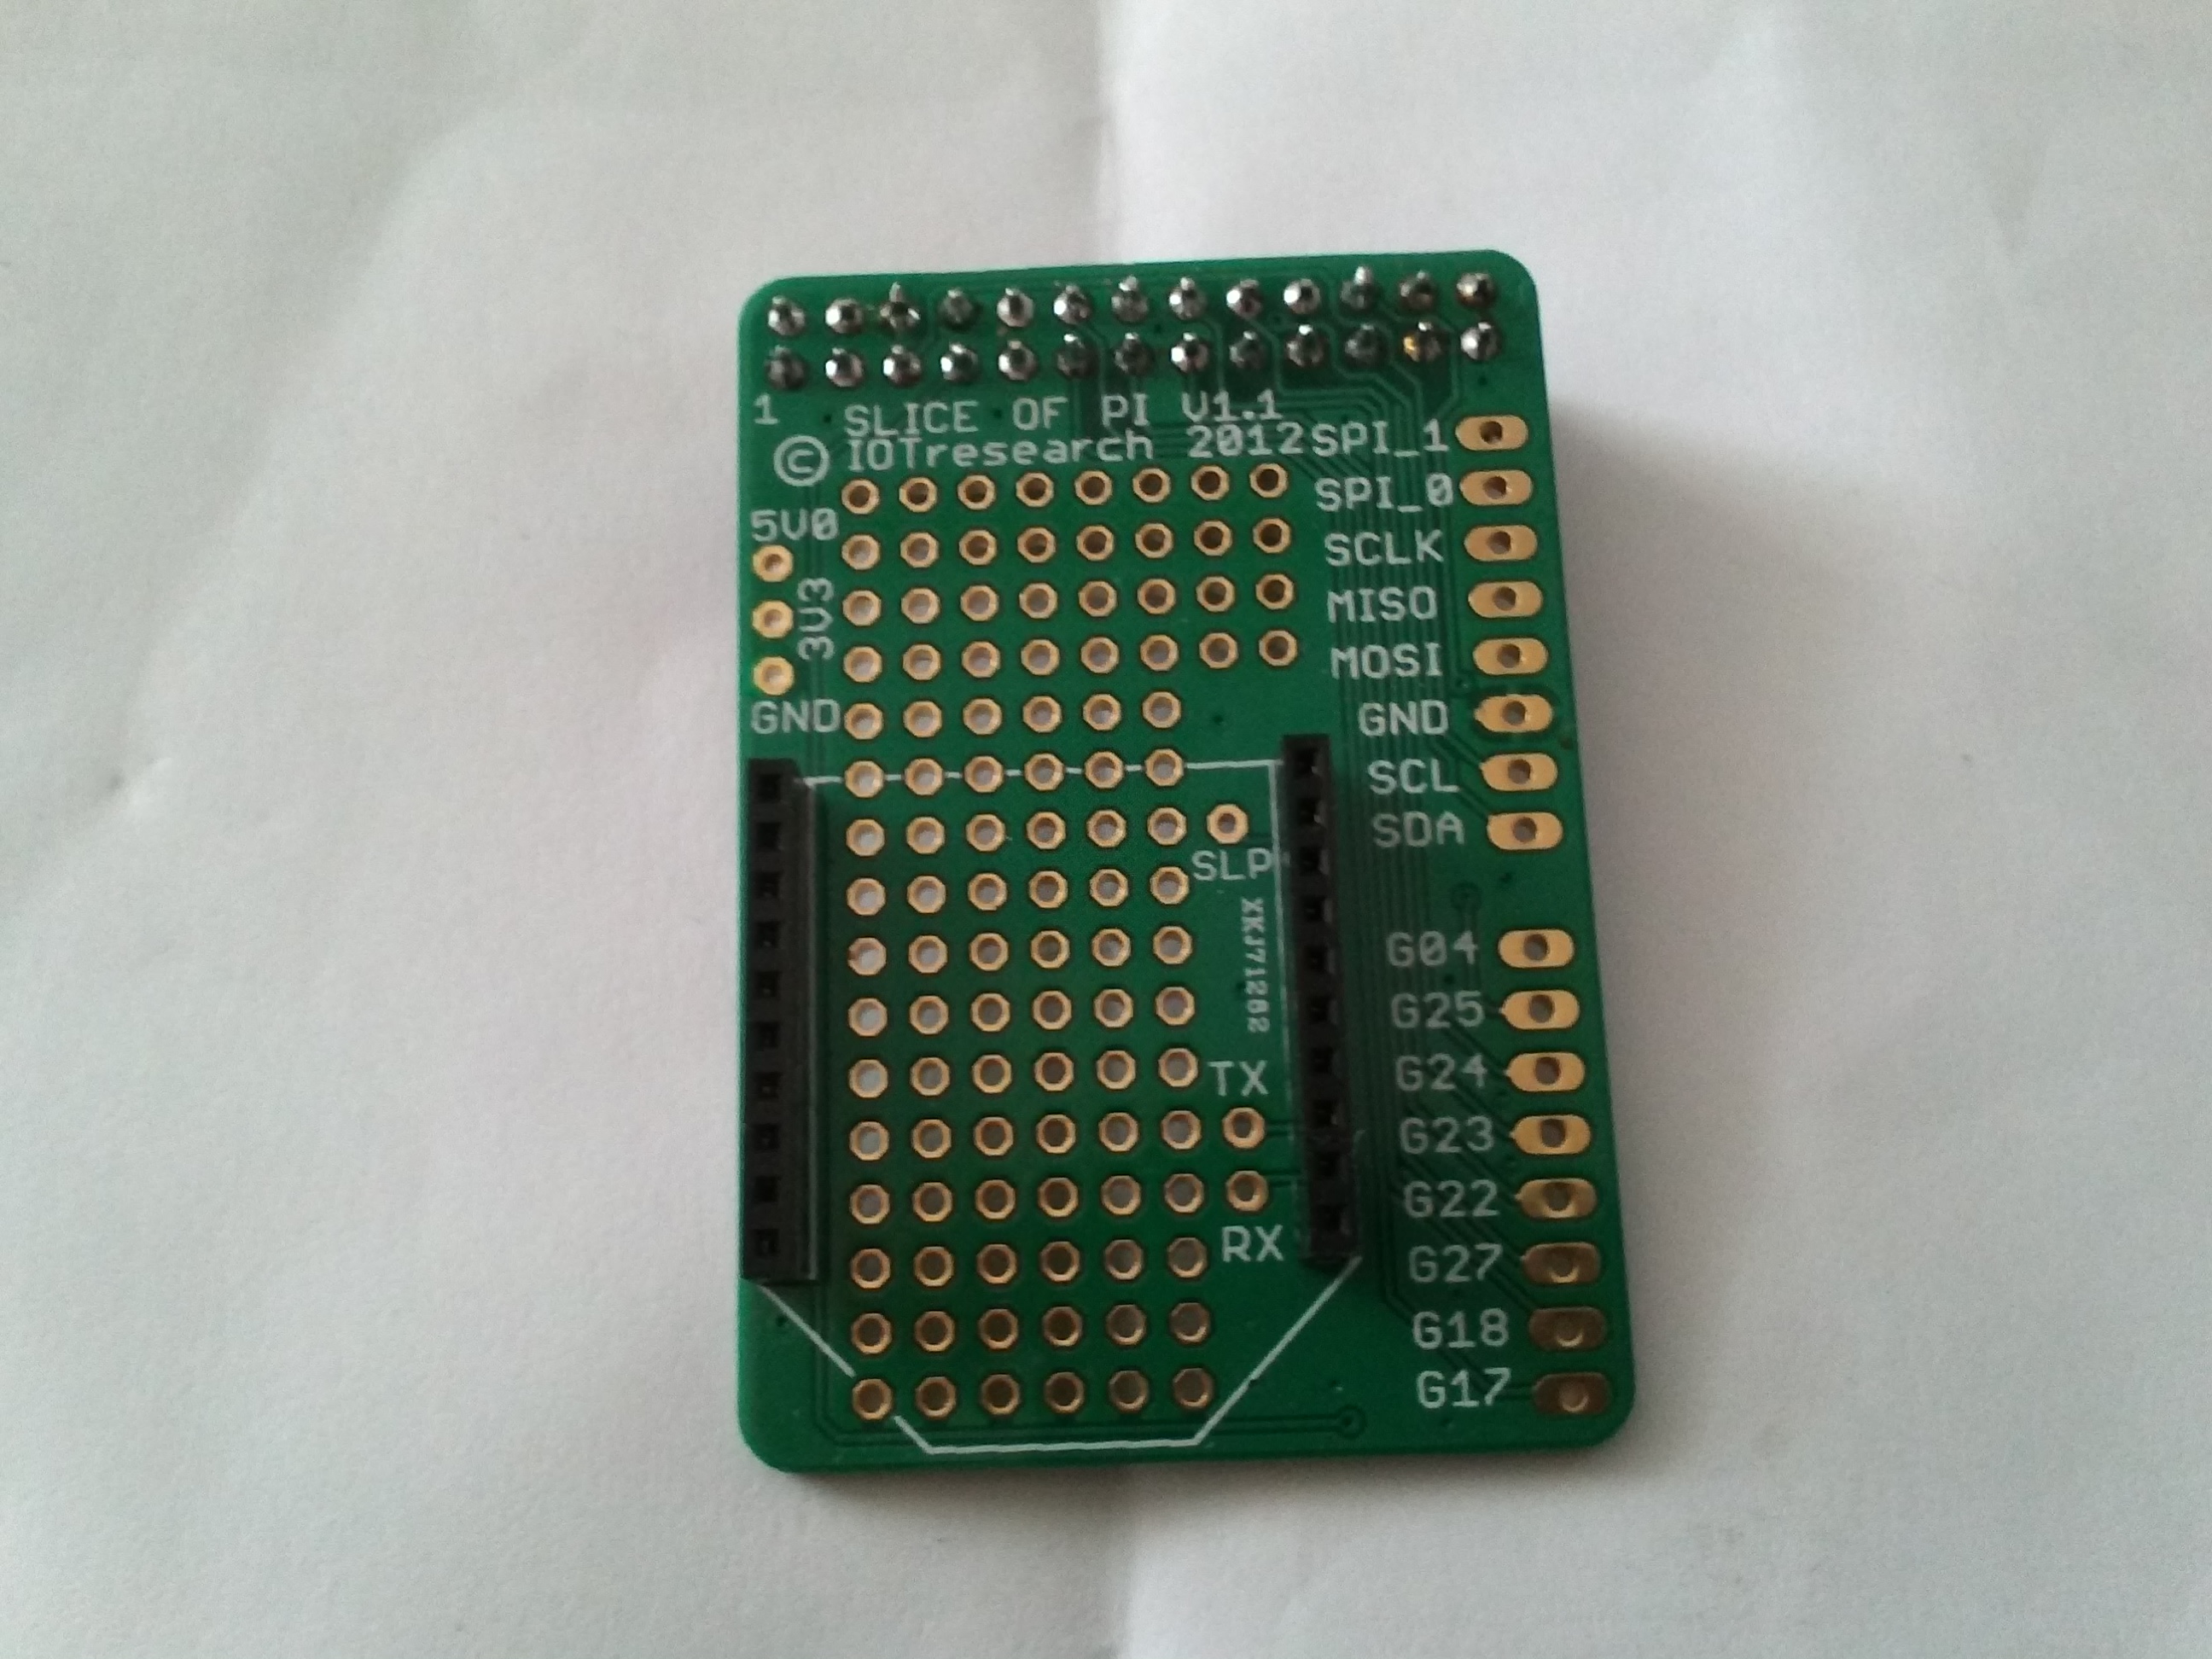 1
SLICE OF PI V1.1
© IOTresearch 2012
5V0
3V3
GND
SPI_1
SPI_0
SCLK
MISO
MOSI
GND
SCL
SDA
SLP
XKJ71262
TX
RX
G04
G25
G24
G23
G22
G27
G18
G17